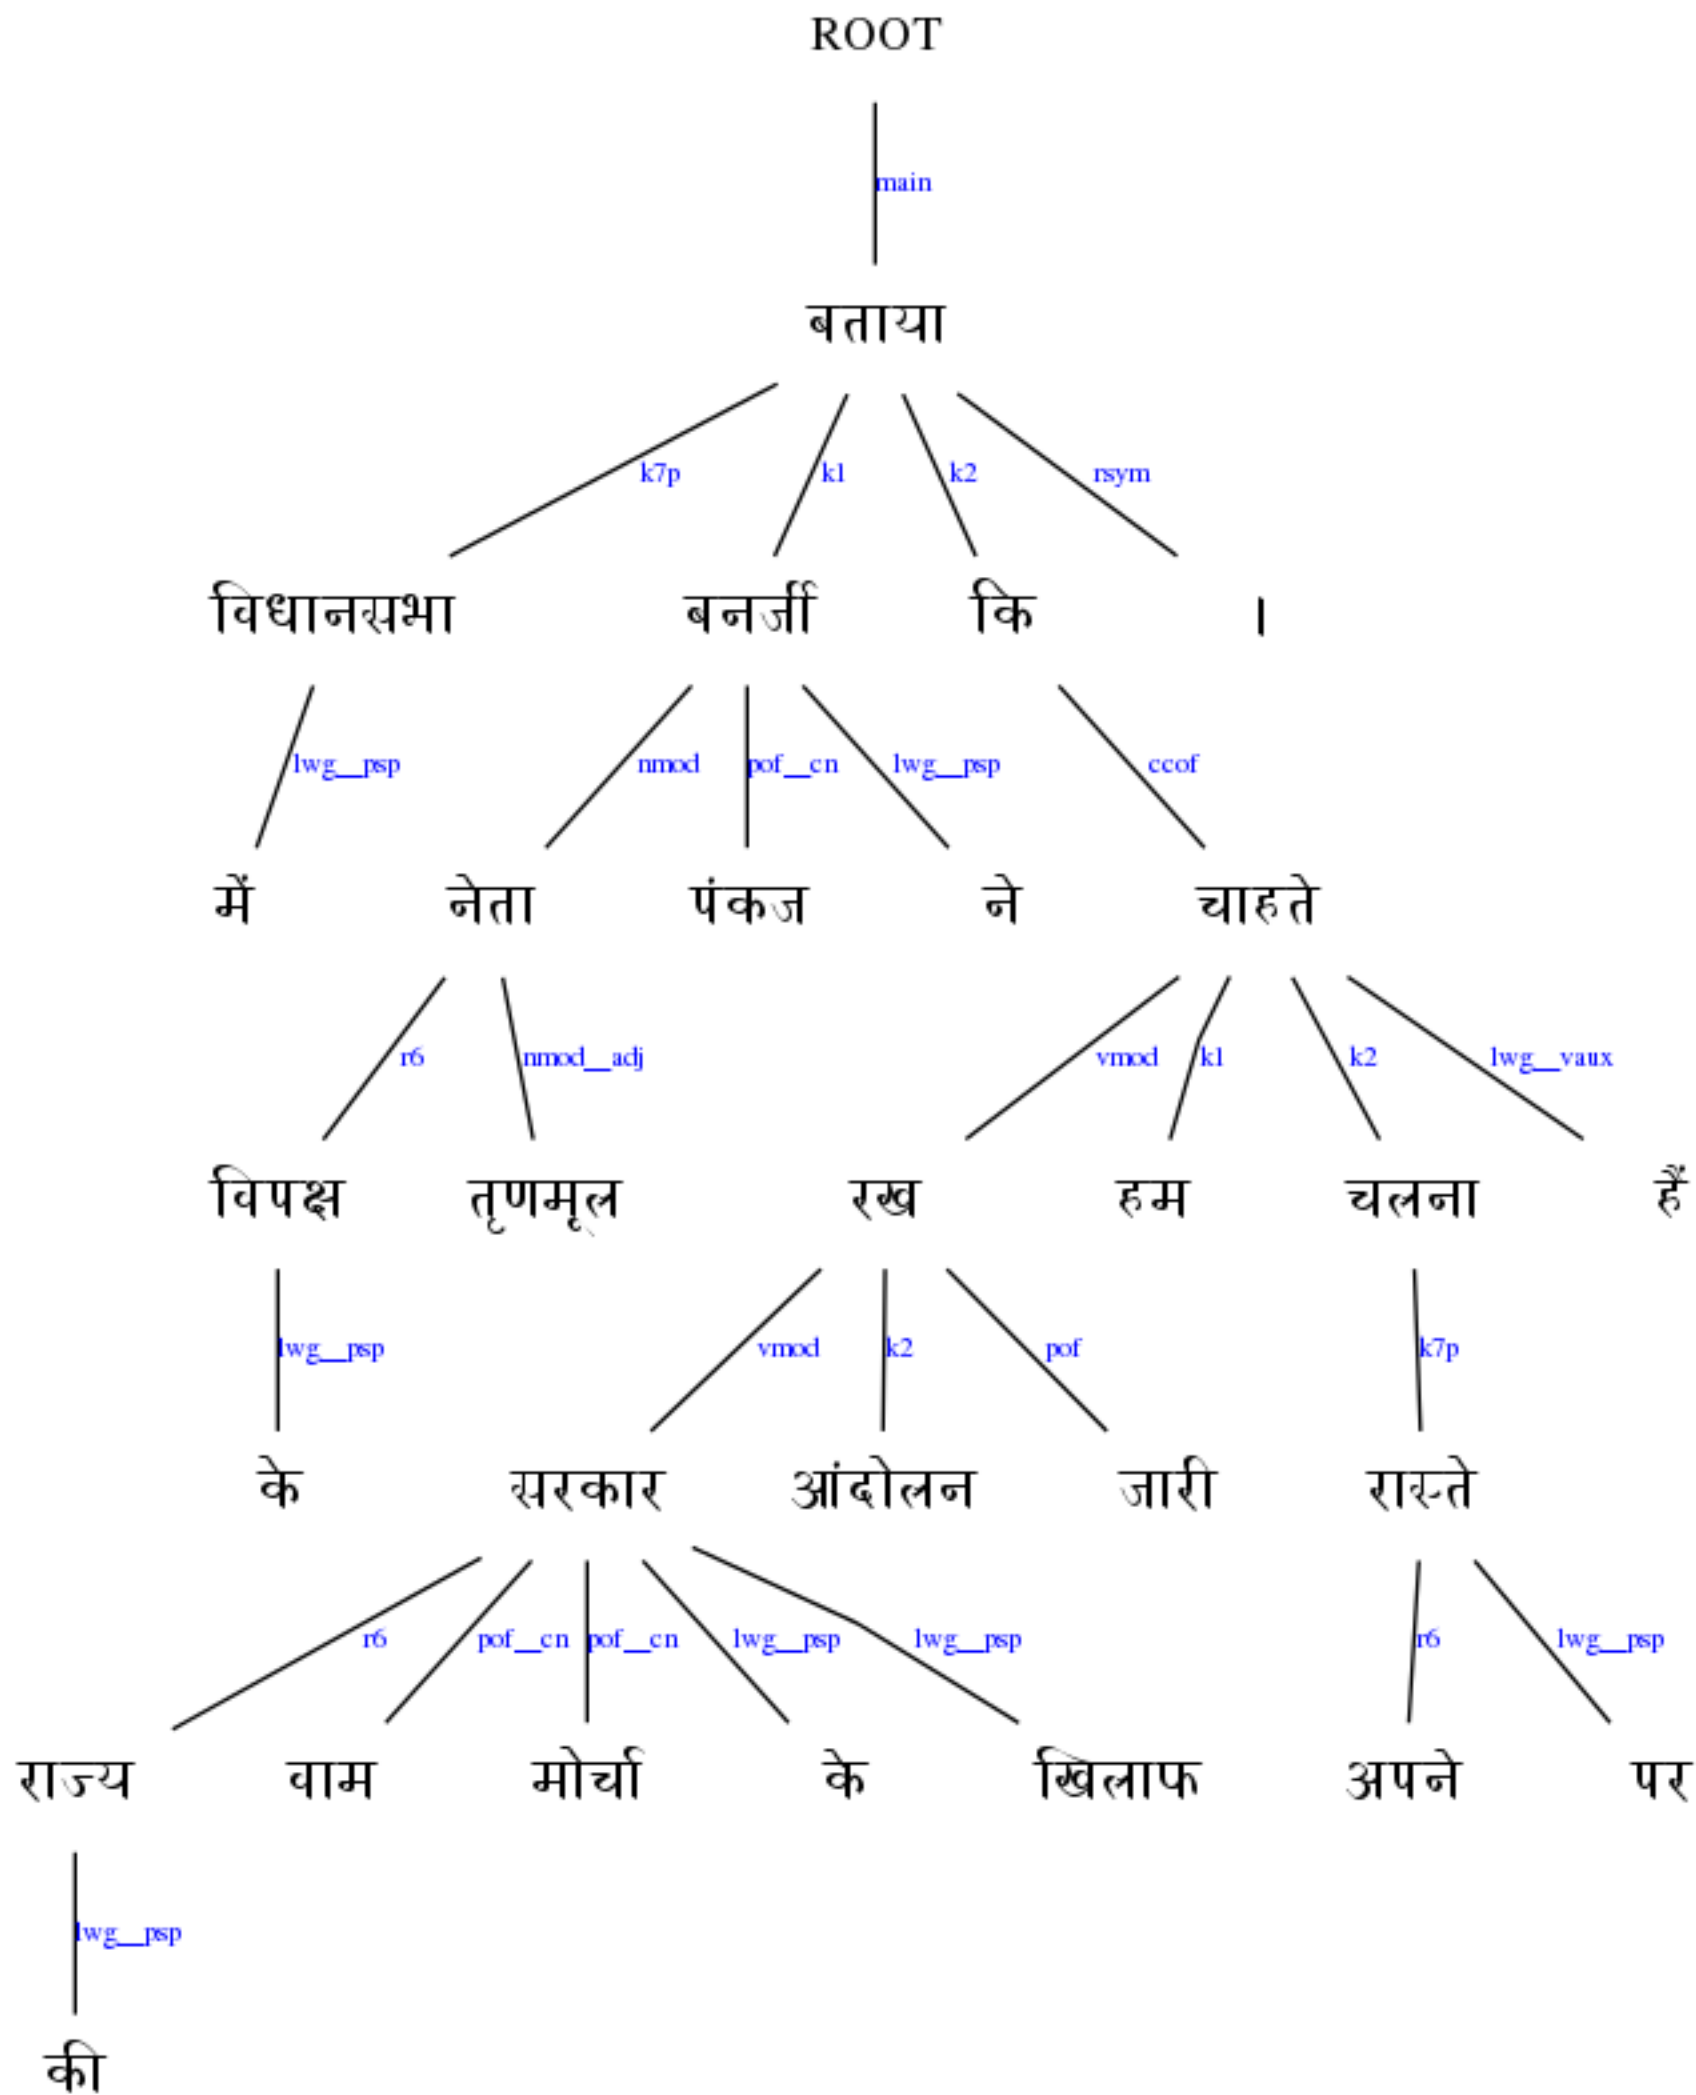 ROOT
main
बताया
k7p k1 k2 rsym
विधानसभा बनर्जी कि ।
lwg__psp nmod pof__cn lwg__psp ccof
में नेता पंकज ने चाहते
r6 nmod__adj vmod k1 k2 lwg__vaux
विपक्ष तृणमूल रख हम चलना हैं
lwg__psp vmod k2 pof k7p
के सरकार आंदोलन जारी रास्ते
r6 pof__cn pof__cn lwg__psp lwg__psp r6 lwg__psp
राज्य वाम मोर्चा के खिलाफ अपने पर
lwg__psp
की